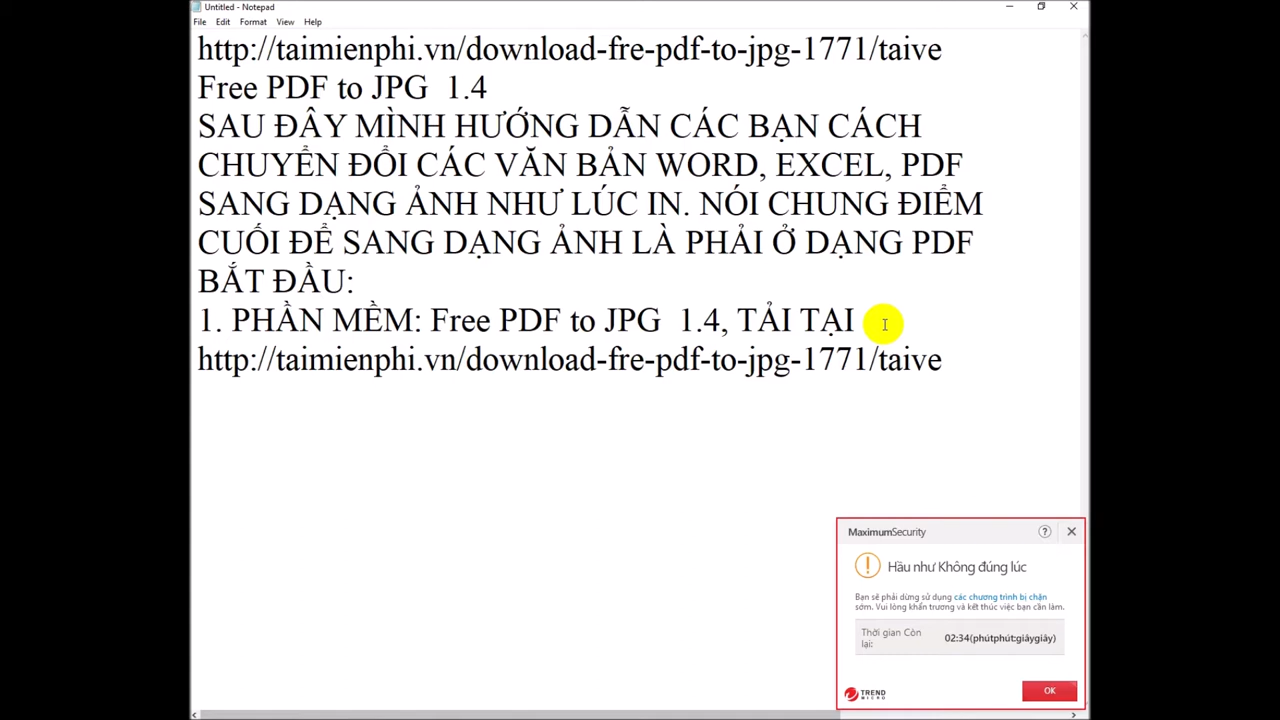 Untitled - Notepad
File Edit Format View Help
http://taimienphi.vn/download-fre-pdf-to-jpg-1771/taive
Free PDF to JPG 1.4
SAU ĐÂY MÌNH HƯỚNG DẪN CÁC BẠN CÁCH
CHUYỂN ĐỔI CÁC VĂN BẢN WORD, EXCEL, PDF
SANG DẠNG ẢNH NHƯ LÚC IN. NÓI CHUNG ĐIỂM
CUỐI ĐỂ SANG DẠNG ẢNH LÀ PHẢI Ở DẠNG PDF
BẮT ĐẦU:
1. PHẦN MỀM: Free PDF to JPG 1.4, TẢI TẠI
http://taimienphi.vn/download-fre-pdf-to-jpg-1771/taive
MaximumSecurity
Hầu như Không đúng lúc
Bạn sẽ phải dừng sử dụng các chương trình bị chặn
sớm. Vui lòng khẩn trương và kết thúc việc bạn cần làm.
Thời gian Còn
lại:
02:34(phútphút:giâygiây)
TREND
MICRO
OK